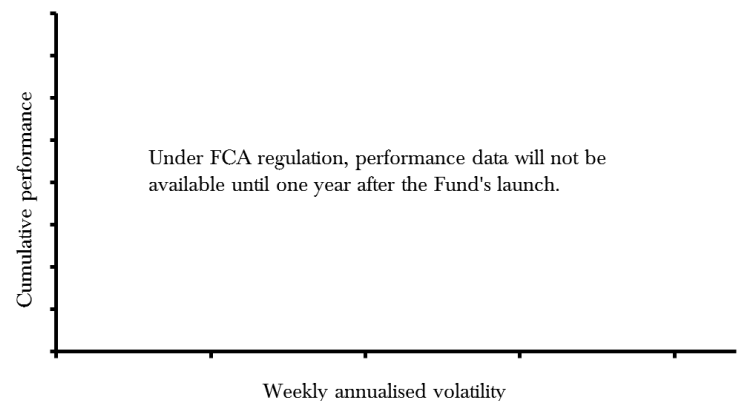 Cumulative performance
Under FCA regulation, performance data will not be
available until one year after the Fund's launch.
Weekly annualised volatility